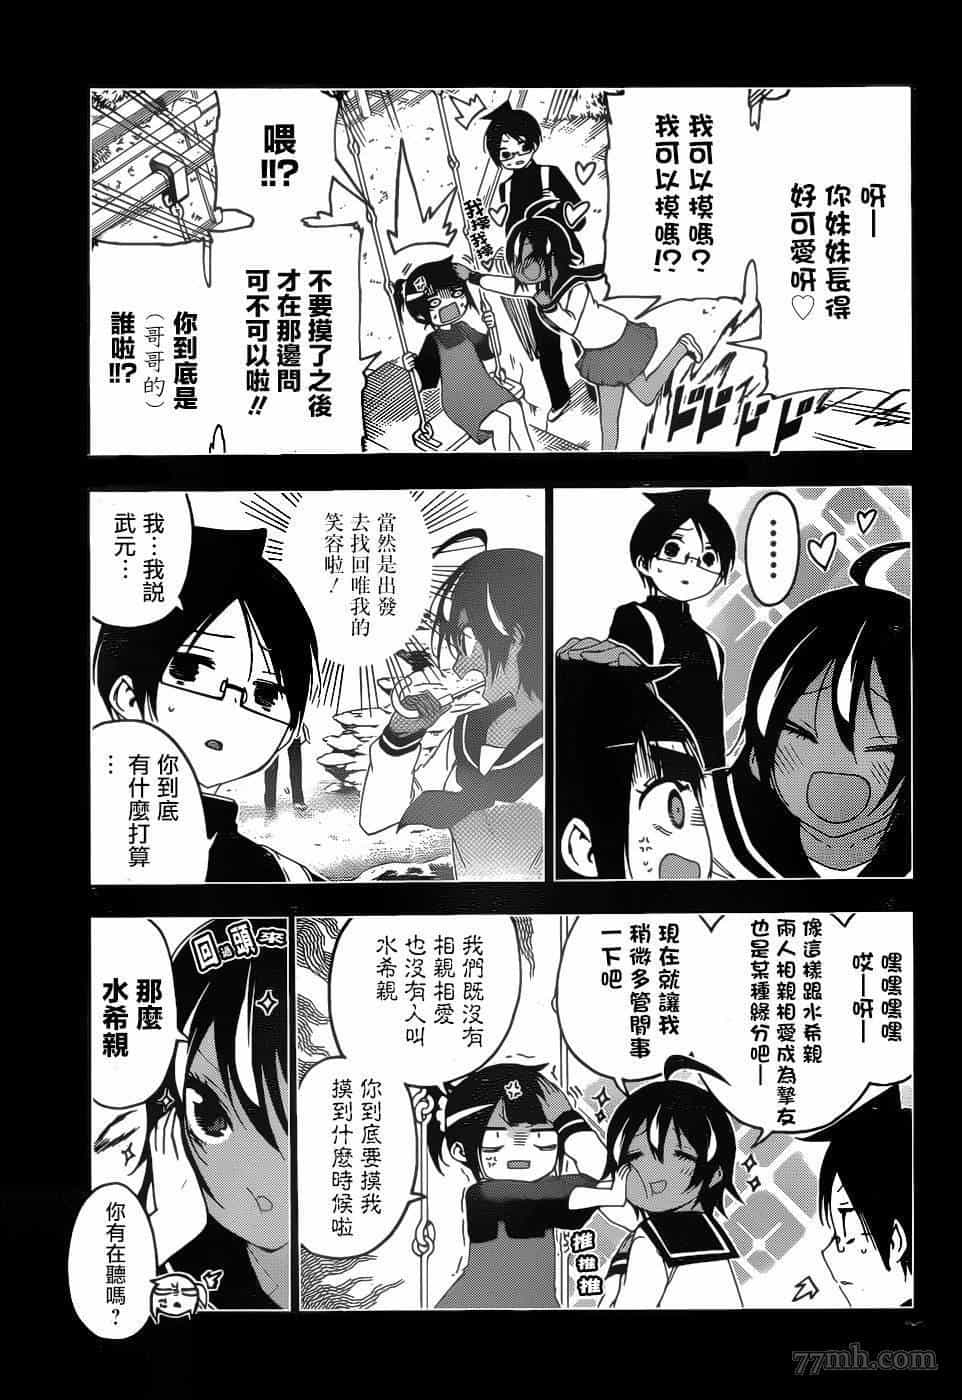 呀—
你妹妹長得
好可愛呀♡
我可以摸嗎？
我可以摸嗎!?
我摸我摸
喂!!?
不要摸了之後
才在那邊問
可不可以啦!!
你到底是
（哥哥的）
誰啦!!?
ドドドド
……
當然是出發
去找回唯我的
笑容啦！
我…我說
武元…
你到底
有什麼打算
…
嘿嘿嘿嘿
哎—呀—
像這樣跟水希親
兩人相親相愛成為摯友
也是某種緣分吧—
現在就讓我
稍微多管閒事
一下吧
推推推
我們既沒有
相親相愛
也沒有人叫
水希親
你到底要摸我
摸到什麼時候啦
回過頭來
那麼
水希親
你有在聽嗎？
77mh.com